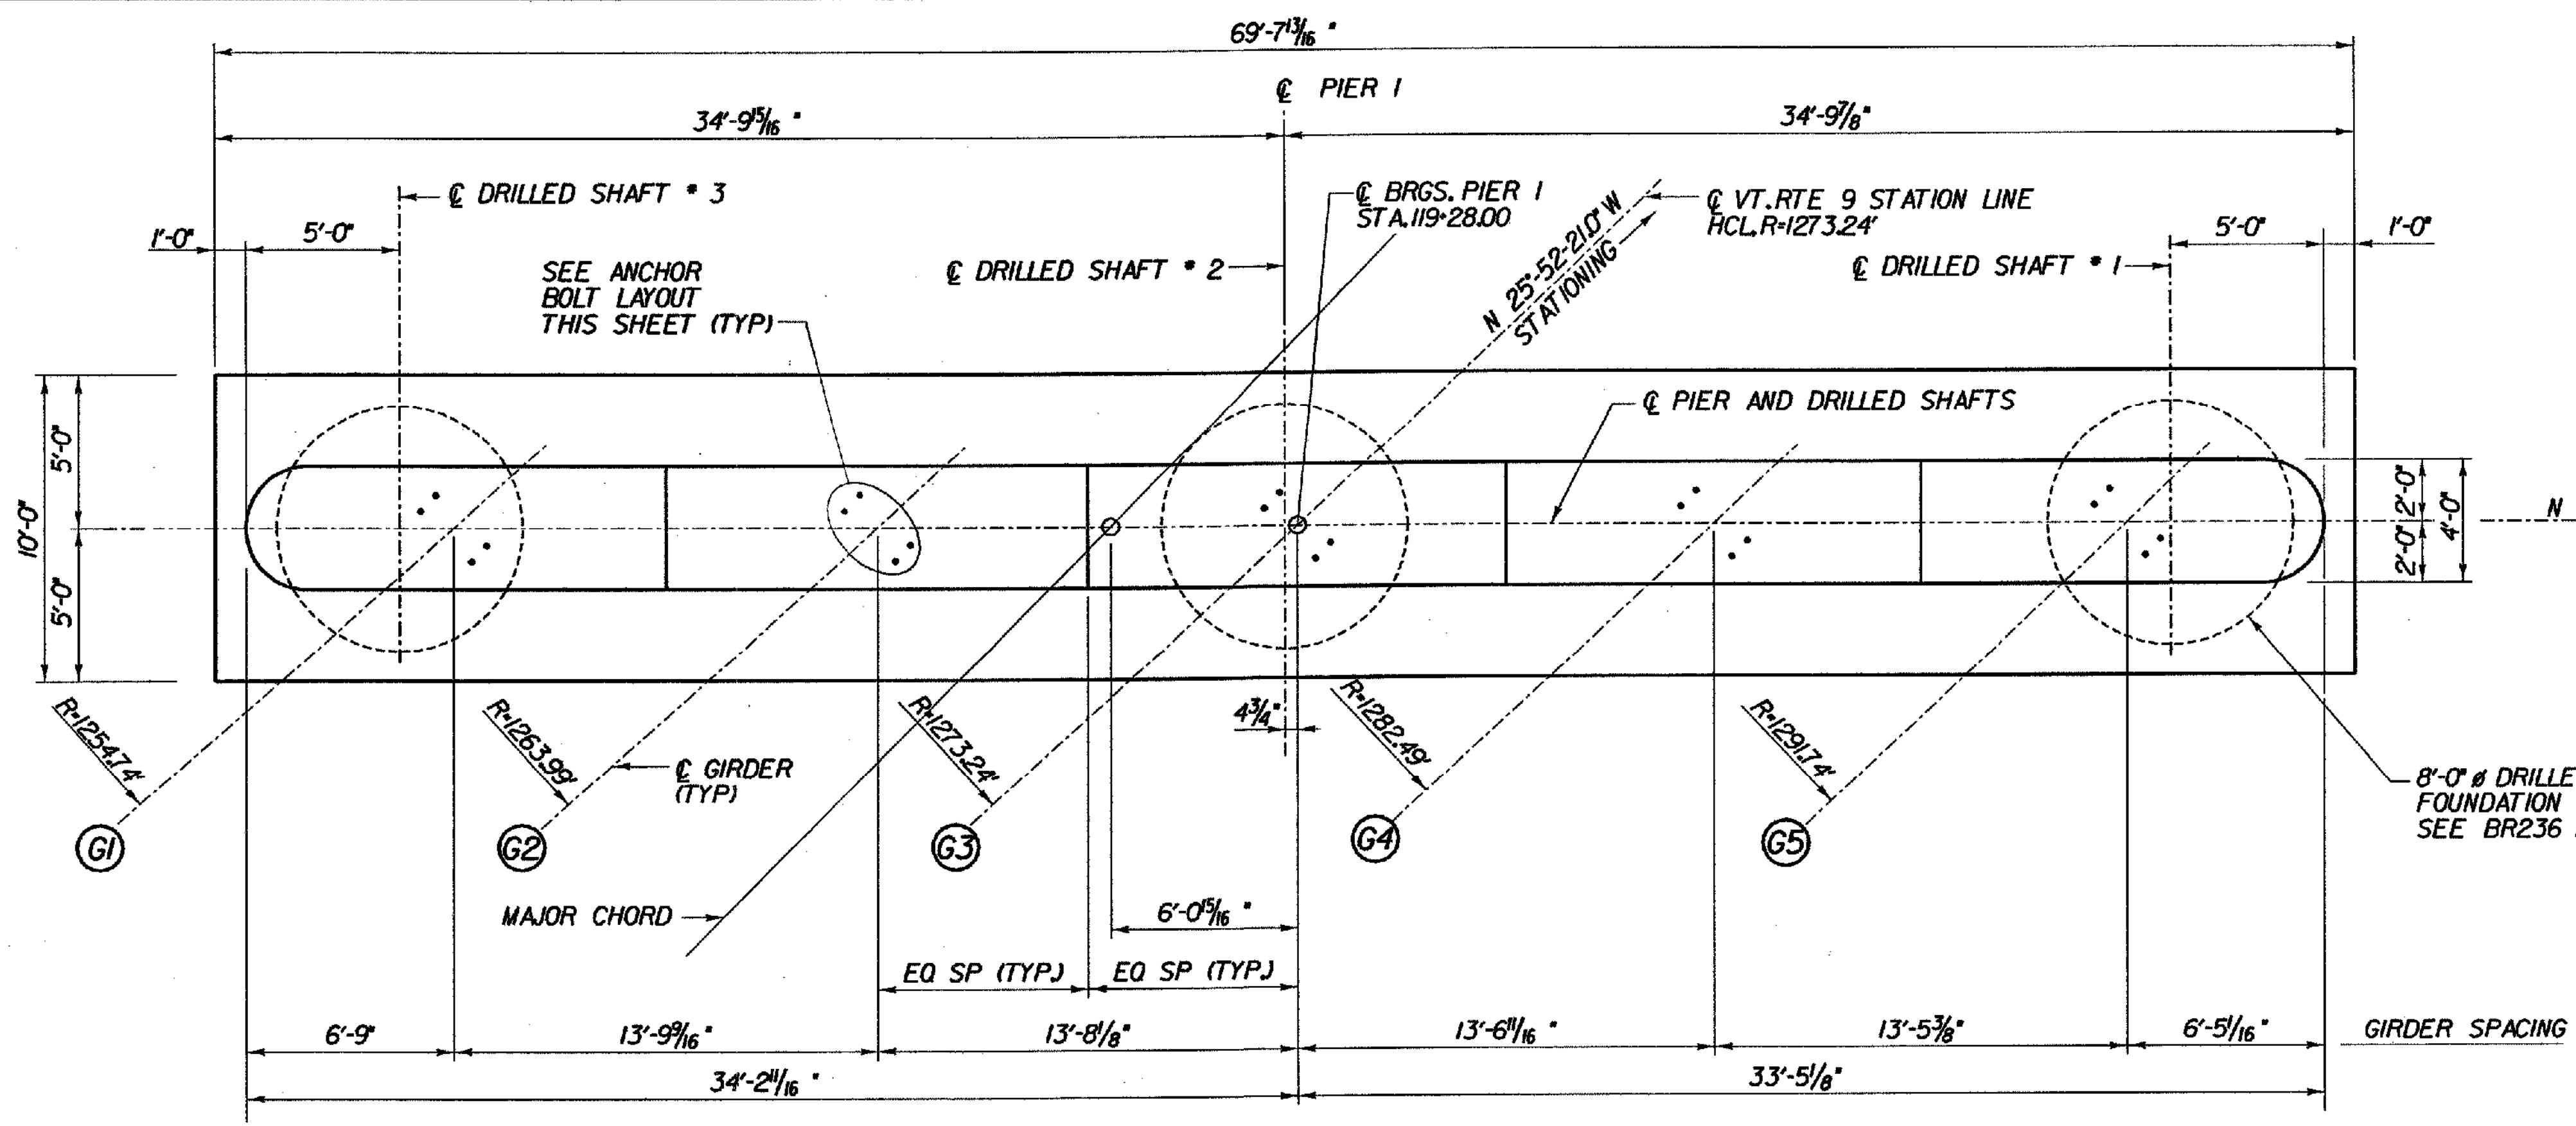 69'-7 13/16 "
℄ PIER 1
34'-9 15/16 "
34'-9 7/8"
℄ DRILLED SHAFT # 3
℄ BRGS. PIER 1
STA. 119+28.00
N 25°-52-21.0" W
STATIONING
℄ VT. RTE 9 STATION LINE
HCL, R=1273.24'
1'-0"
5'-0"
5'-0"
1'-0"
SEE ANCHOR
BOLT LAYOUT
THIS SHEET (TYP)
℄ DRILLED SHAFT # 2
℄ DRILLED SHAFT # 1
℄ PIER AND DRILLED SHAFTS
10'-0"
5'-0"
5'-0"
2'-0"
2'-0"
4'-0"
N
R=1254.74'
R=1263.99'
R=1273.24'
4 3/4"
R=1282.49'
R=1291.74'
℄ GIRDER
(TYP)
8'-0" ø DRILLE
FOUNDATION
SEE BR236
G1
G2
G3
G4
G5
MAJOR CHORD
6'-0 15/16 "
EQ SP (TYP.)
EQ SP (TYP.)
6'-9"
13'-9 9/16 "
13'-8 1/8"
13'-6 11/16 "
13'-5 3/8"
6'-5 1/16"
GIRDER SPACING
34'-2 11/16 "
33'-5 1/8"